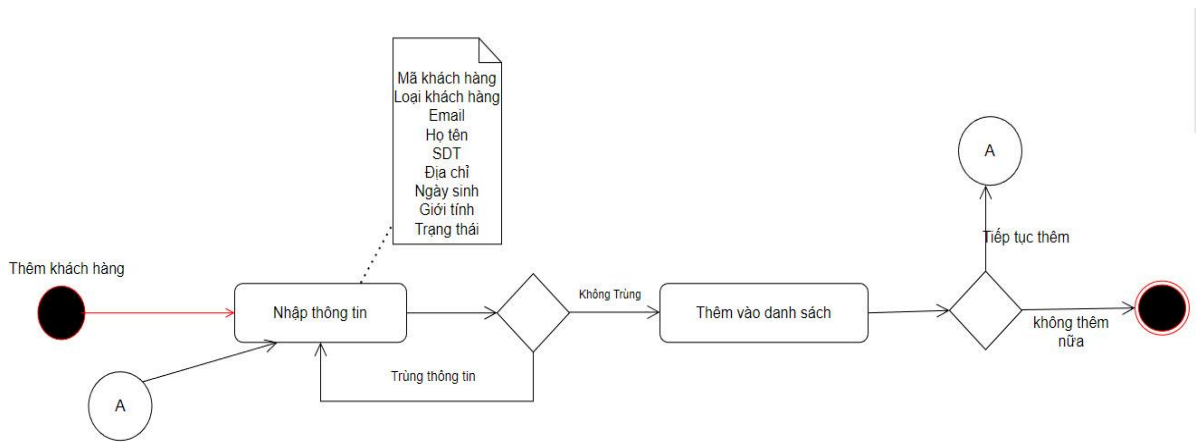 Mã khách hàng
Loại khách hàng
Email
Họ tên
SDT
Địa chỉ
Ngày sinh
Giới tính
Trạng thái
A
Tiếp tục thêm
Thêm khách hàng
Nhập thông tin
Không Trùng
Thêm vào danh sách
không thêm
nữa
Trùng thông tin
A